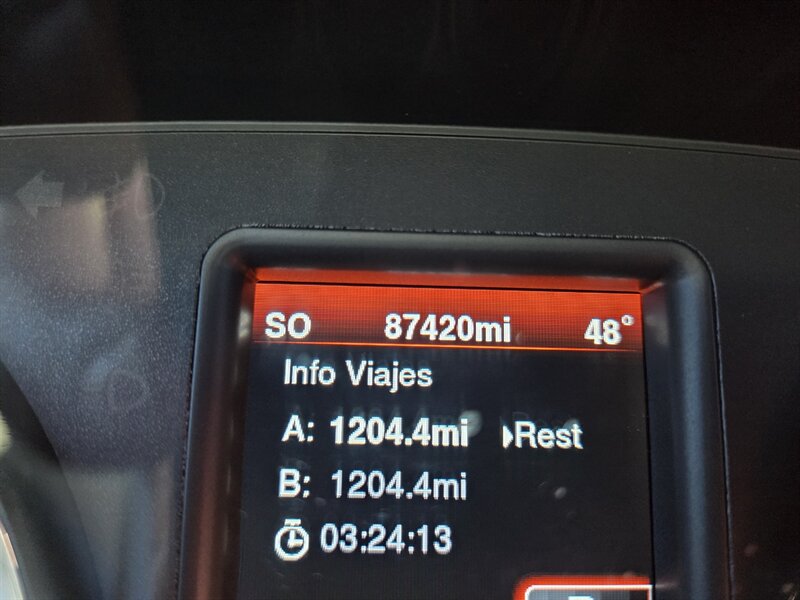 SO 87420mi 48°
Info Viajes
A: 1204.4mi Rest
B: 1204.4mi
03:24:13